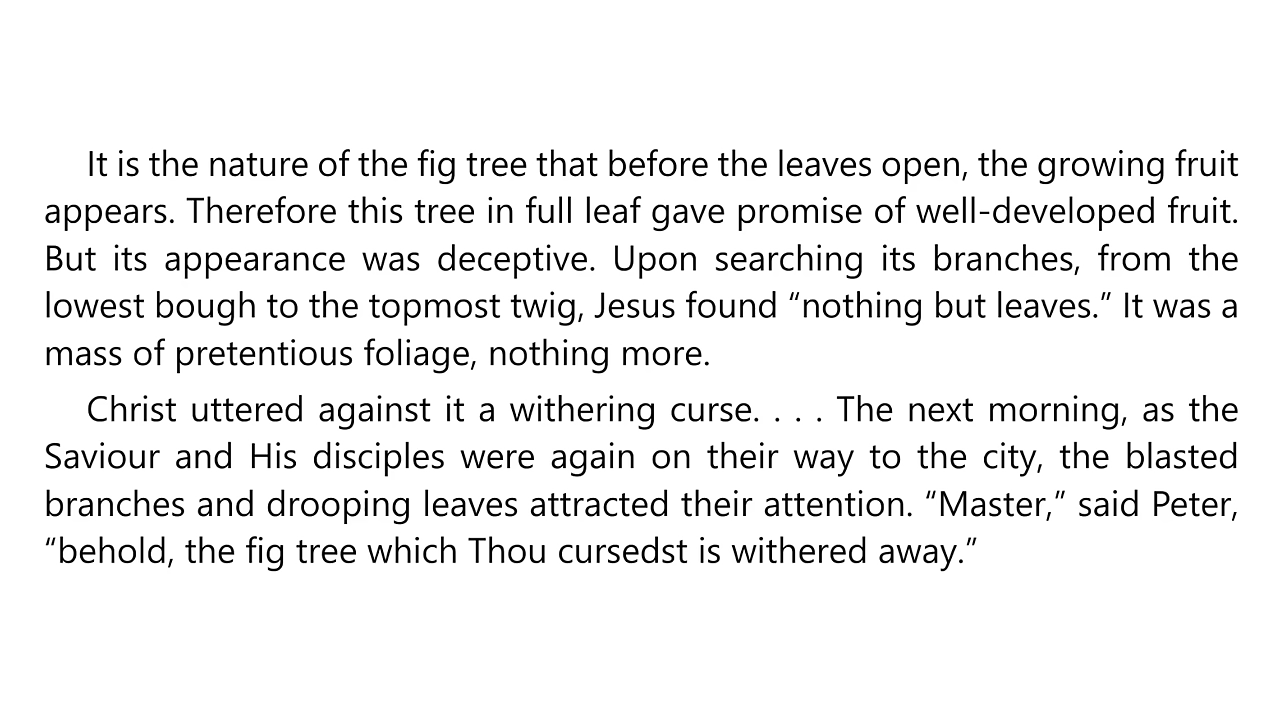 It is the nature of the fig tree that before the leaves open, the growing fruit
appears. Therefore this tree in full leaf gave promise of well-developed fruit.
But its appearance was deceptive. Upon searching its branches, from the
lowest bough to the topmost twig, Jesus found “nothing but leaves.” It was a
mass of pretentious foliage, nothing more.
Christ uttered against it a withering curse. . . . The next morning, as the
Saviour and His disciples were again on their way to the city, the blasted
branches and drooping leaves attracted their attention. “Master,” said Peter,
“behold, the fig tree which Thou cursedst is withered away.”